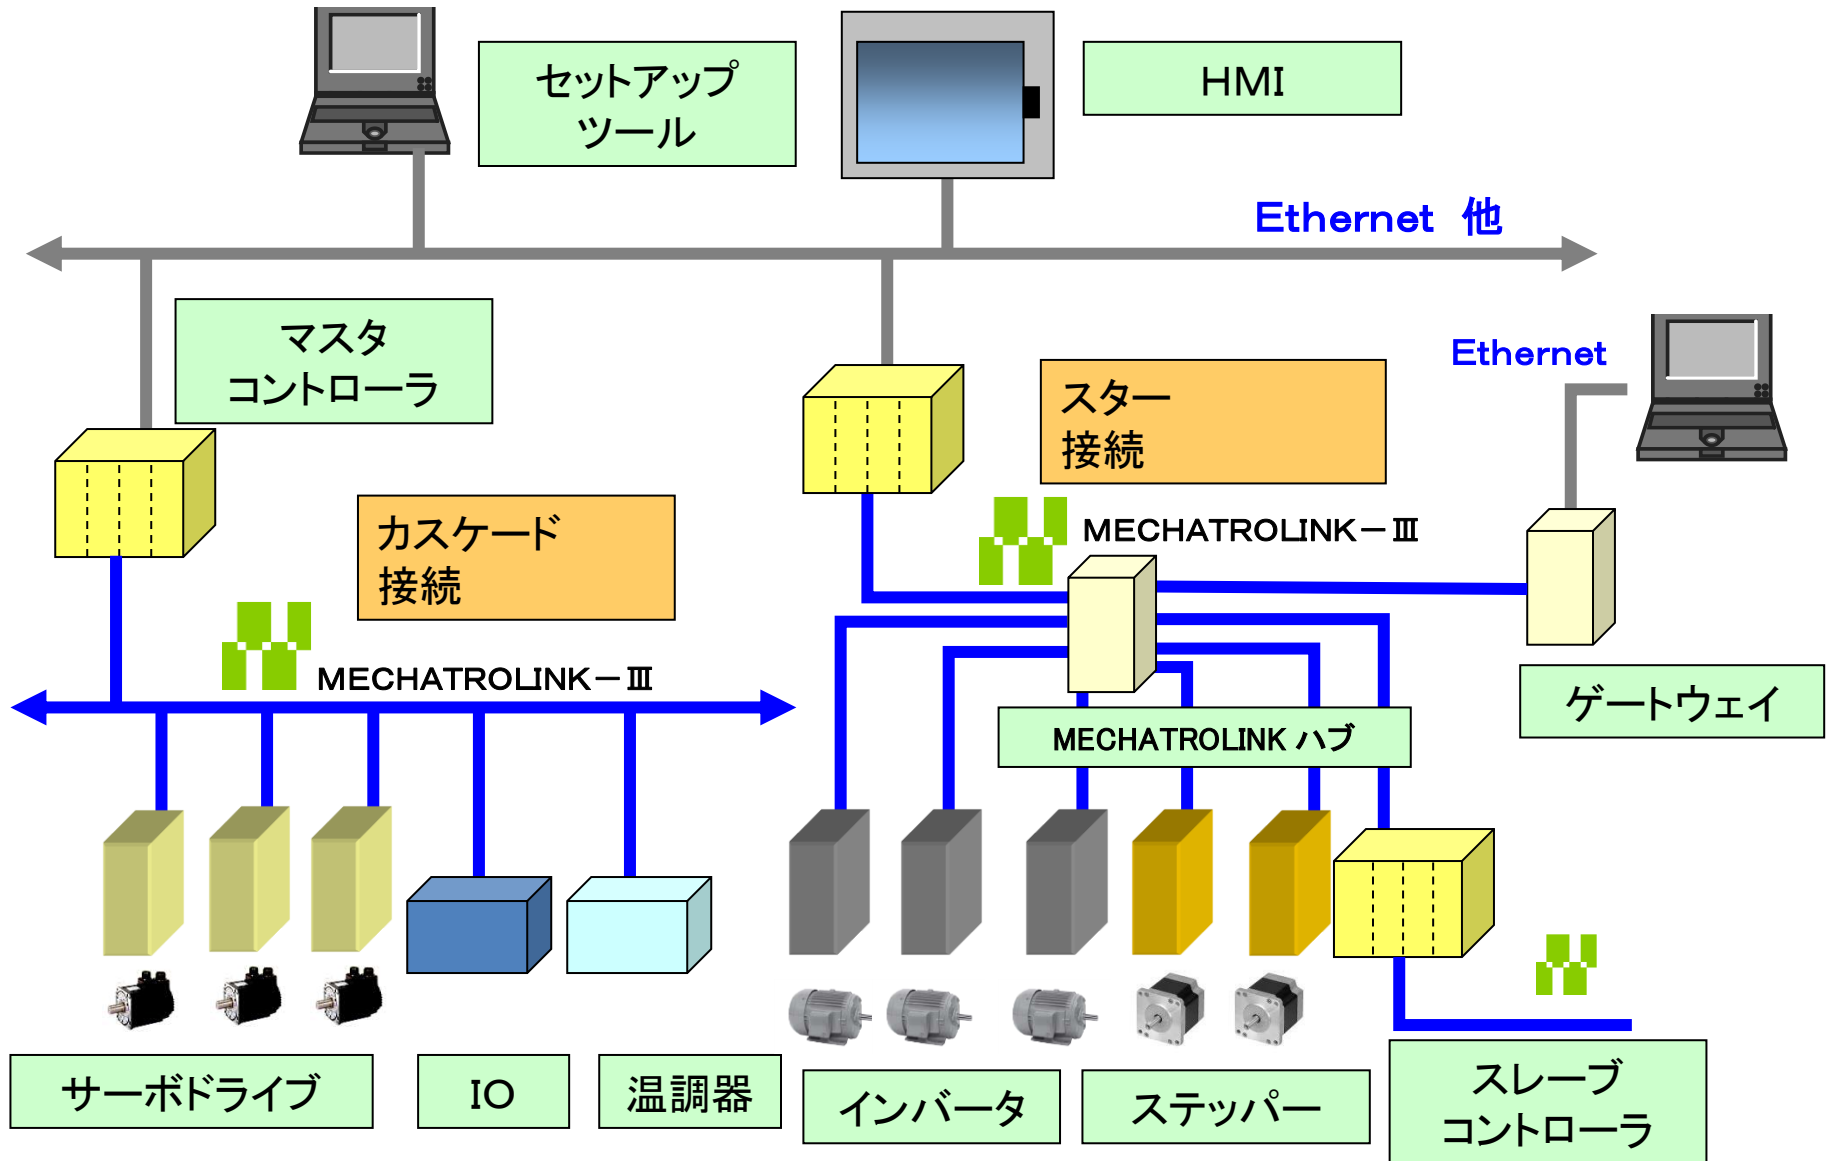 セットアップ
ツール
HMI
Ethernet 他
マスタ
コントローラ
スター
接続
Ethernet
カスケード
接続
MECHATROLINK－Ⅲ
MECHATROLINK－Ⅲ
ゲートウェイ
MECHATROLINK ハブ
サーボドライブ
IO
温調器
インバータ
ステッパー
スレーブ
コントローラ